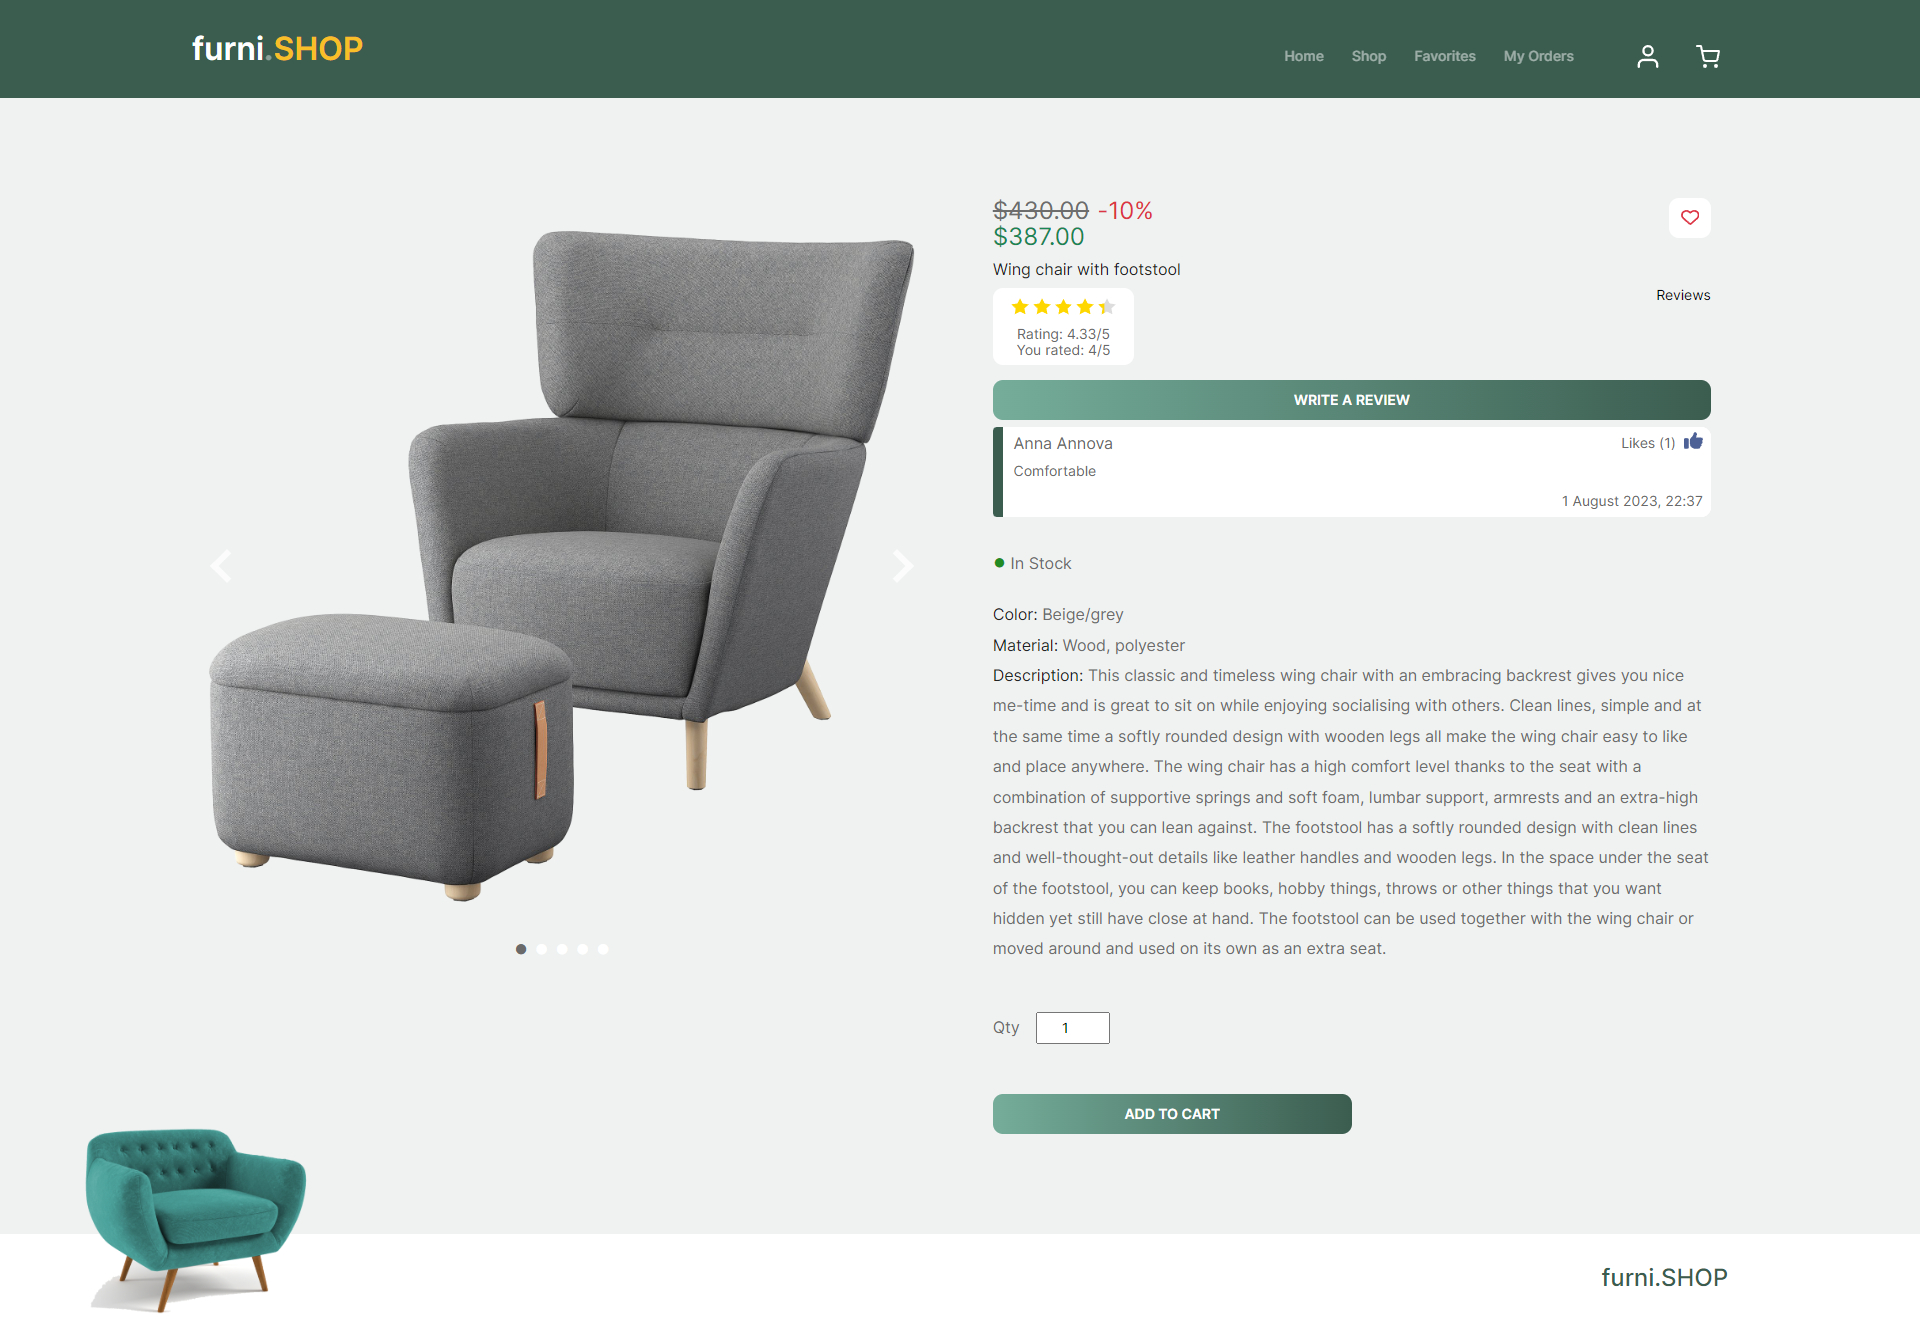 furni.SHOP
Home Shop Favorites My Orders
$430.00 -10%
$387.00
Wing chair with footstool
Reviews
Rating: 4.33/5
You rated: 4/5
WRITE A REVIEW
Anna Annova
Likes (1)
Comfortable
1 August 2023, 22:37
In Stock
Color: Beige/grey
Material: Wood, polyester
Description: This classic and timeless wing chair with an embracing backrest gives you nice
me-time and is great to sit on while enjoying socialising with others. Clean lines, simple and at
the same time a softly rounded design with wooden legs all make the wing chair easy to like
and place anywhere. The wing chair has a high comfort level thanks to the seat with a
combination of supportive springs and soft foam, lumbar support, armrests and an extra-high
backrest that you can lean against. The footstool has a softly rounded design with clean lines
and well-thought-out details like leather handles and wooden legs. In the space under the seat
of the footstool, you can keep books, hobby things, throws or other things that you want
hidden yet still have close at hand. The footstool can be used together with the wing chair or
moved around and used on its own as an extra seat.
Qty 1
ADD TO CART
furni.SHOP